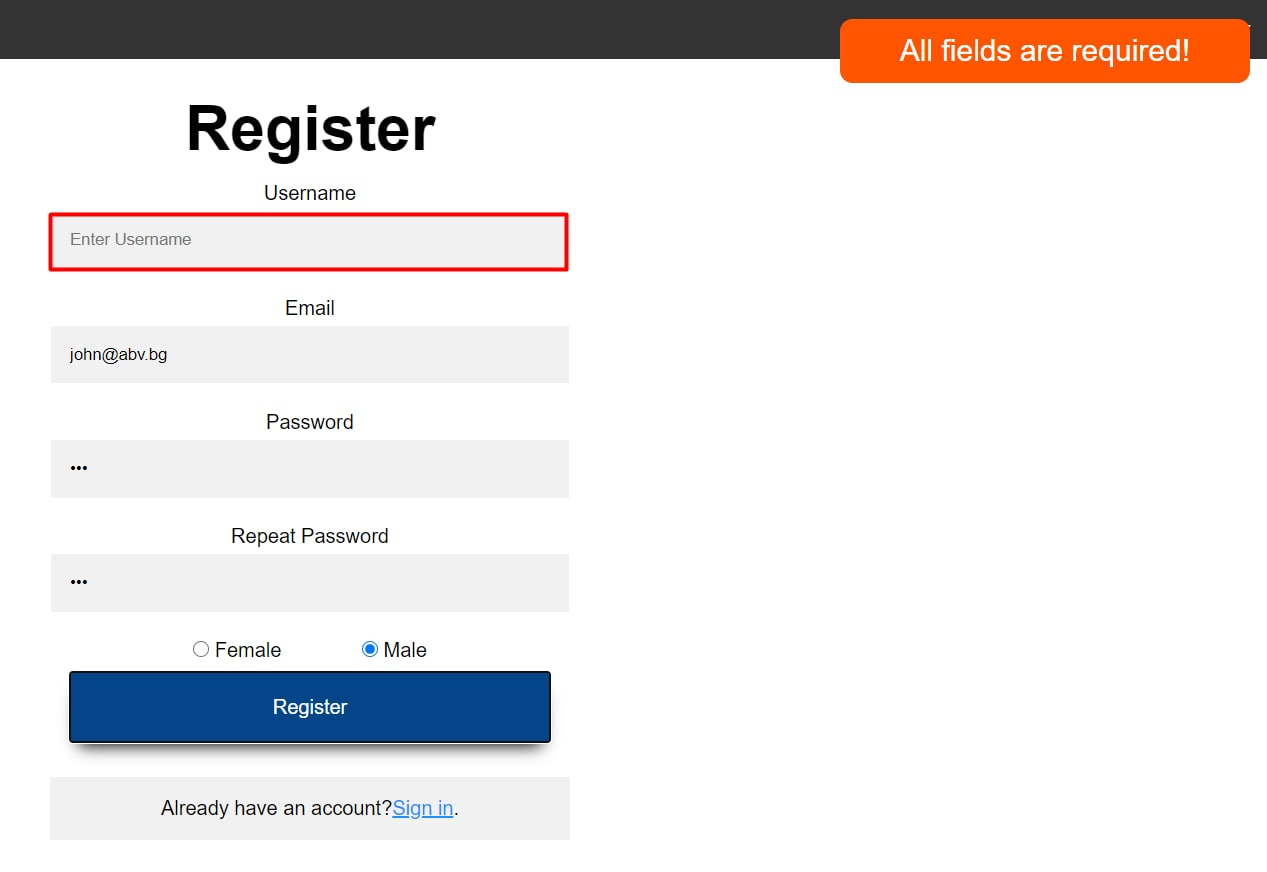 All fields are required!
Register
Username
Enter Username
Email
john@abv.bg
Password
•••
Repeat Password
•••
Female Male
Register
Already have an account?Sign in.